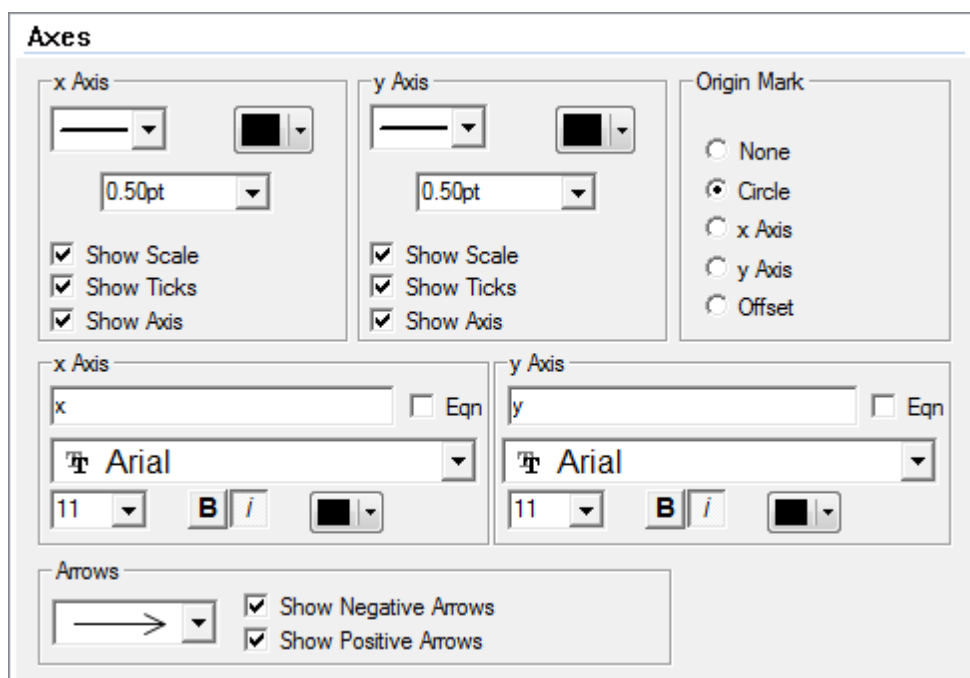 Axes
x Axis
y Axis
Origin Mark
None
0.50pt
0.50pt
Circle
x Axis
Show Scale
Show Scale
y Axis
Show Ticks
Show Ticks
Offset
Show Axis
Show Axis
x Axis
y Axis
x
Eqn
y
Eqn
Arial
Arial
11
B
i
11
B
i
Arrows
Show Negative Arrows
Show Positive Arrows